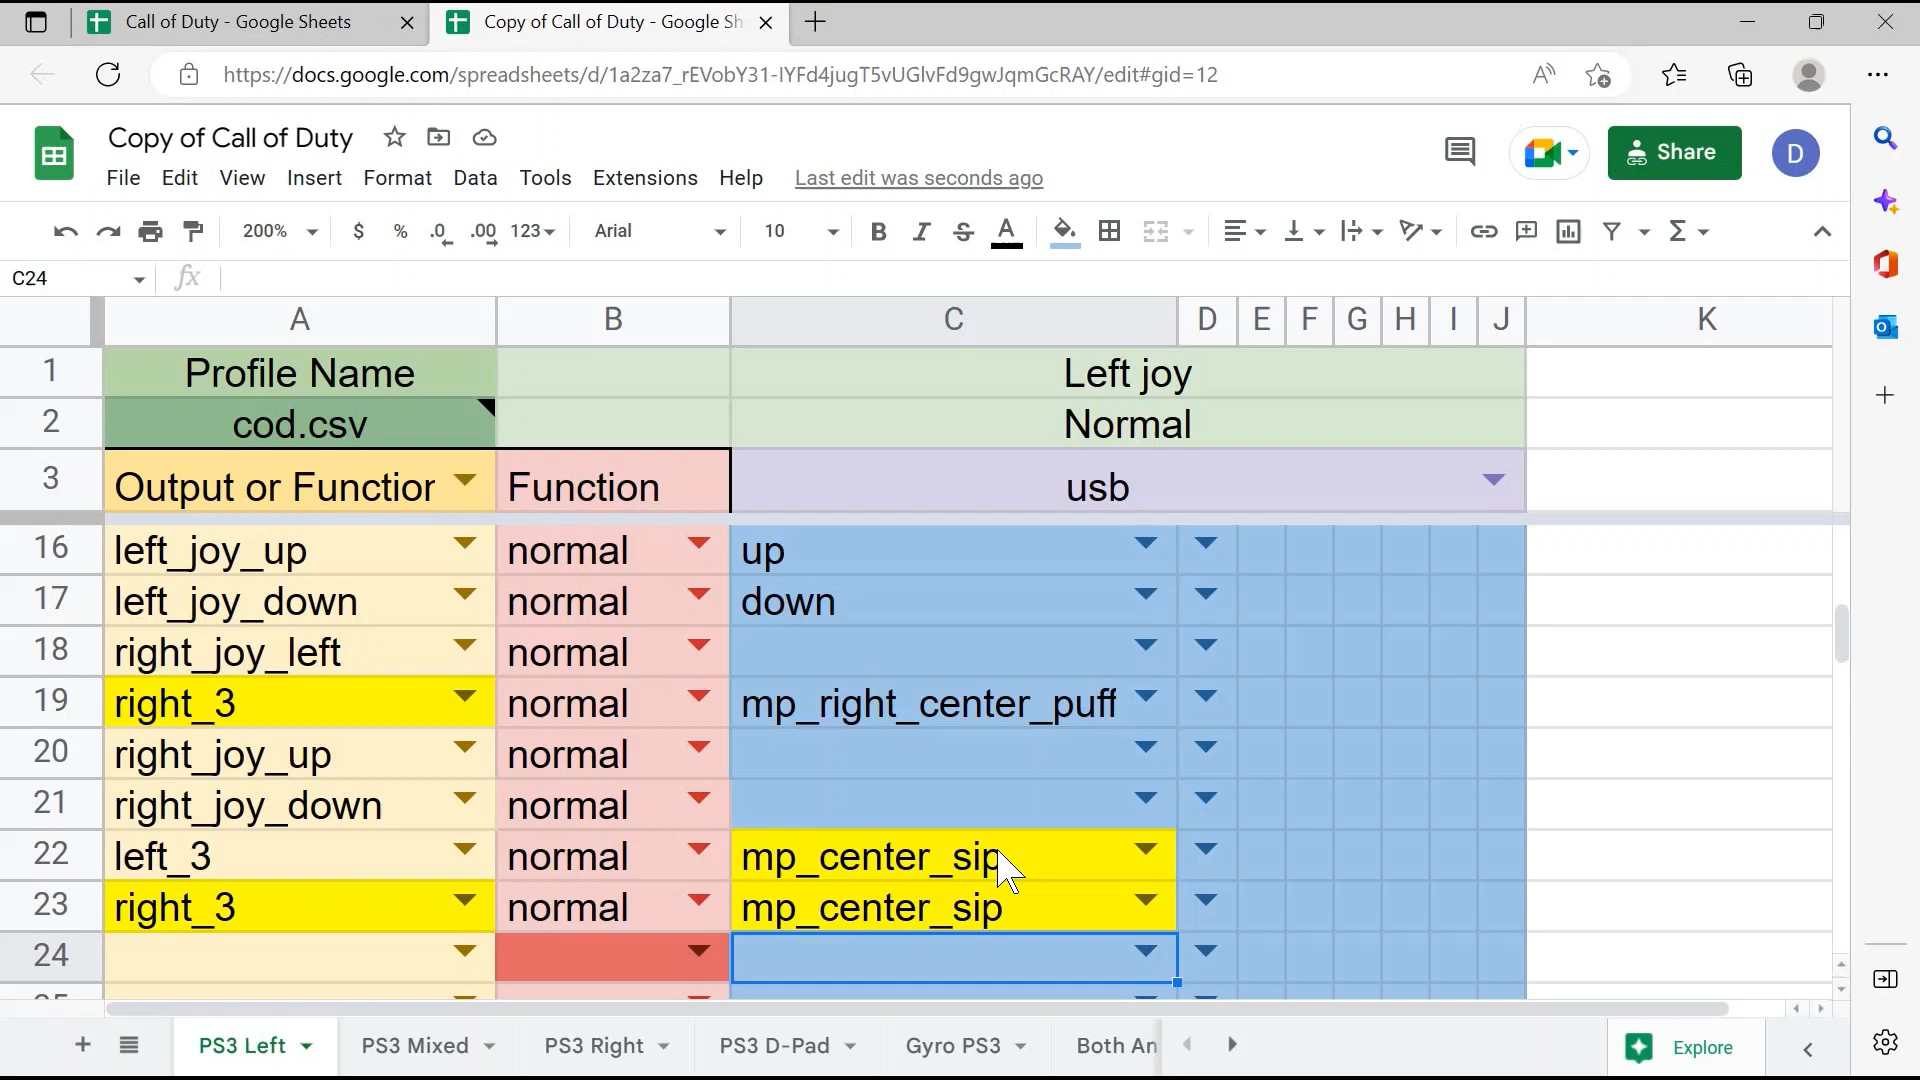 Call of Duty - Google Sheets
Copy of Call of Duty - Google Sh
https://docs.google.com/spreadsheets/d/1a2za7_rEVobY31-IYFd4jugT5vUGlvFd9gwJqmGcRAY/edit#gid=12
Copy of Call of Duty
Share
D
File Edit View Insert Format Data Tools Extensions Help Last edit was seconds ago
200% $ % .0 .00 123 Arial 10 B I S A
C24 fx
A B C D E F G H I J K
1 Profile Name Left joy
2 cod.csv Normal
3 Output or Function Function usb
16 left_joy_up normal up
17 left_joy_down normal down
18 right_joy_left normal
19 right_3 normal mp_right_center_puff
20 right_joy_up normal
21 right_joy_down normal
22 left_3 normal mp_center_sip
23 right_3 normal mp_center_sip
24
PS3 Left PS3 Mixed PS3 Right PS3 D-Pad Gyro PS3 Both An Explore